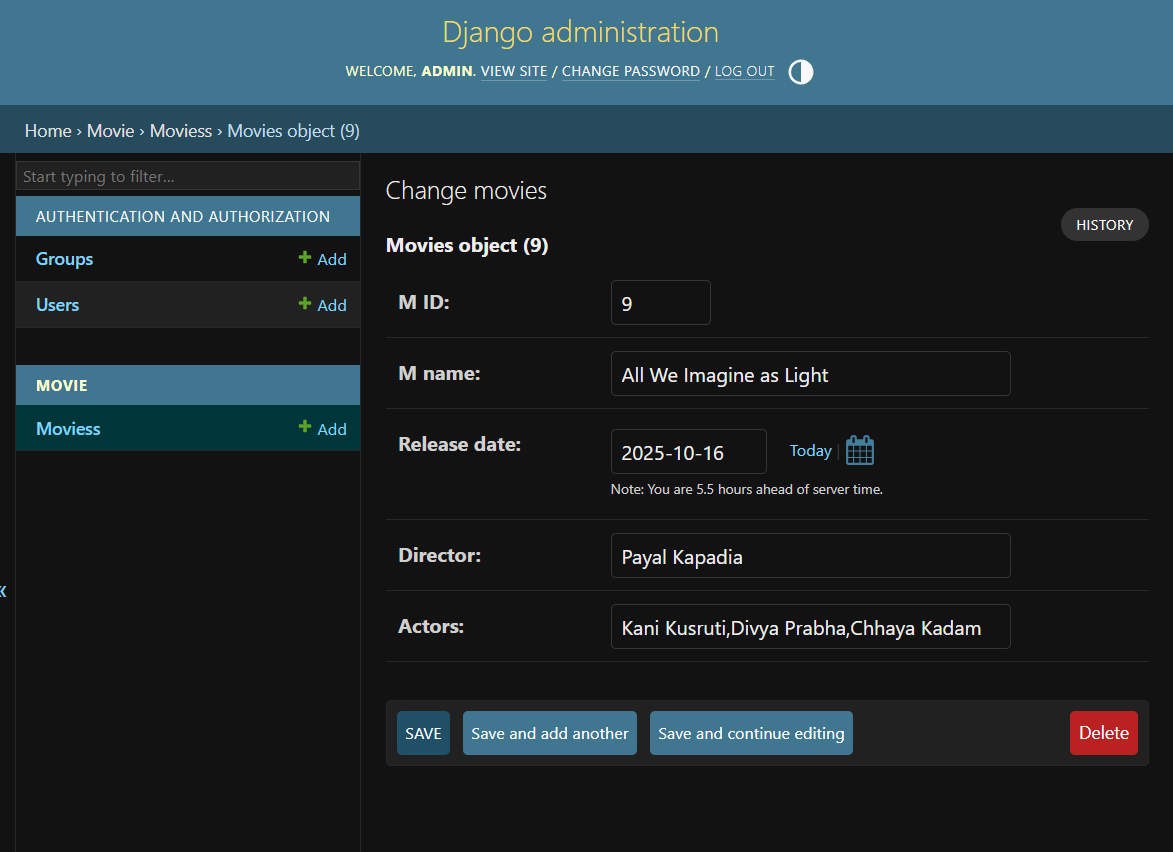 Django administration
WELCOME, ADMIN. VIEW SITE / CHANGE PASSWORD / LOG OUT
Home › Movie › Moviess › Movies object (9)
Start typing to filter...
AUTHENTICATION AND AUTHORIZATION
Groups + Add
Users + Add
MOVIE
Moviess + Add
«
Change movies
HISTORY
Movies object (9)
M ID: 9
M name: All We Imagine as Light
Release date: 2025-10-16 Today |
Note: You are 5.5 hours ahead of server time.
Director: Payal Kapadia
Actors: Kani Kusruti,Divya Prabha,Chhaya Kadam
SAVE Save and add another Save and continue editing Delete